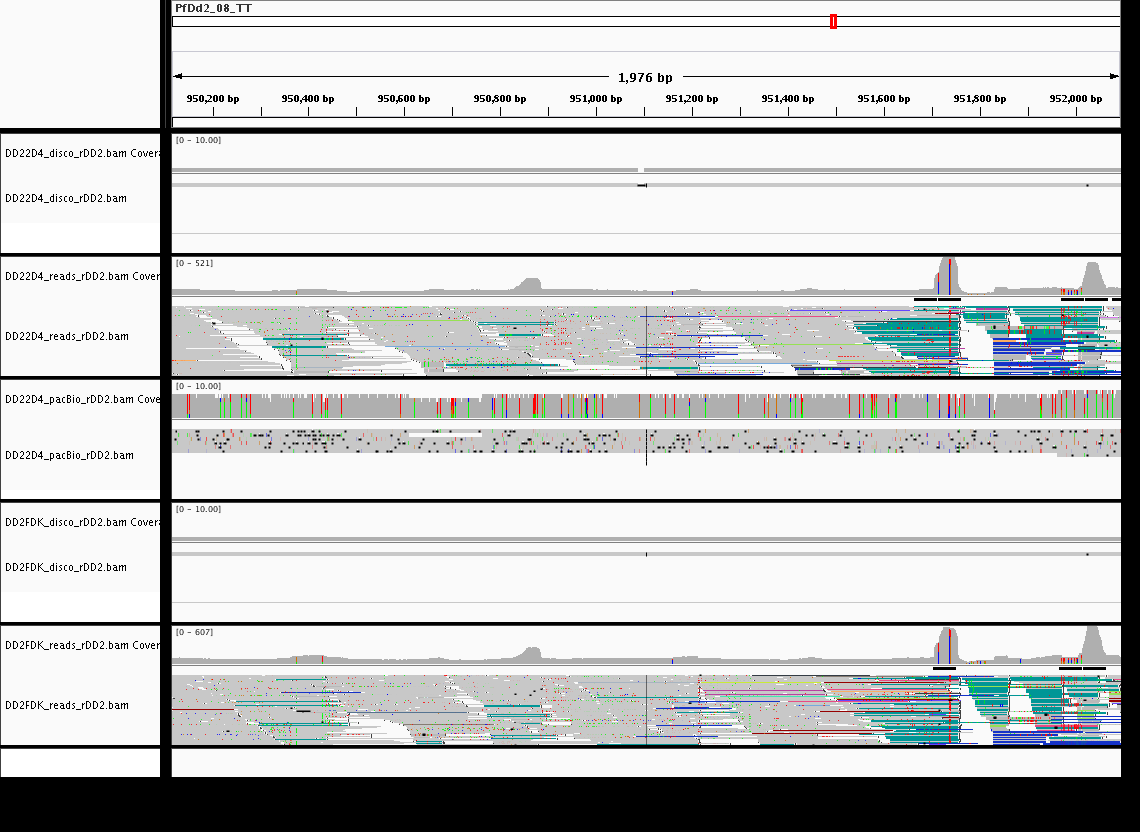 PfDd2_08_TT
1,976 bp
950,200 bp 950,400 bp 950,600 bp 950,800 bp 951,000 bp 951,200 bp 951,400 bp 951,600 bp 951,800 bp 952,000 bp
[0 - 10.00]
DD22D4_disco_rDD2.bam Covera
DD22D4_disco_rDD2.bam
[0 - 521]
DD22D4_reads_rDD2.bam Cover
DD22D4_reads_rDD2.bam
[0 - 10.00]
DD22D4_pacBio_rDD2.bam Cove
DD22D4_pacBio_rDD2.bam
[0 - 10.00]
DD2FDK_disco_rDD2.bam Covera
DD2FDK_disco_rDD2.bam
[0 - 607]
DD2FDK_reads_rDD2.bam Cover
DD2FDK_reads_rDD2.bam